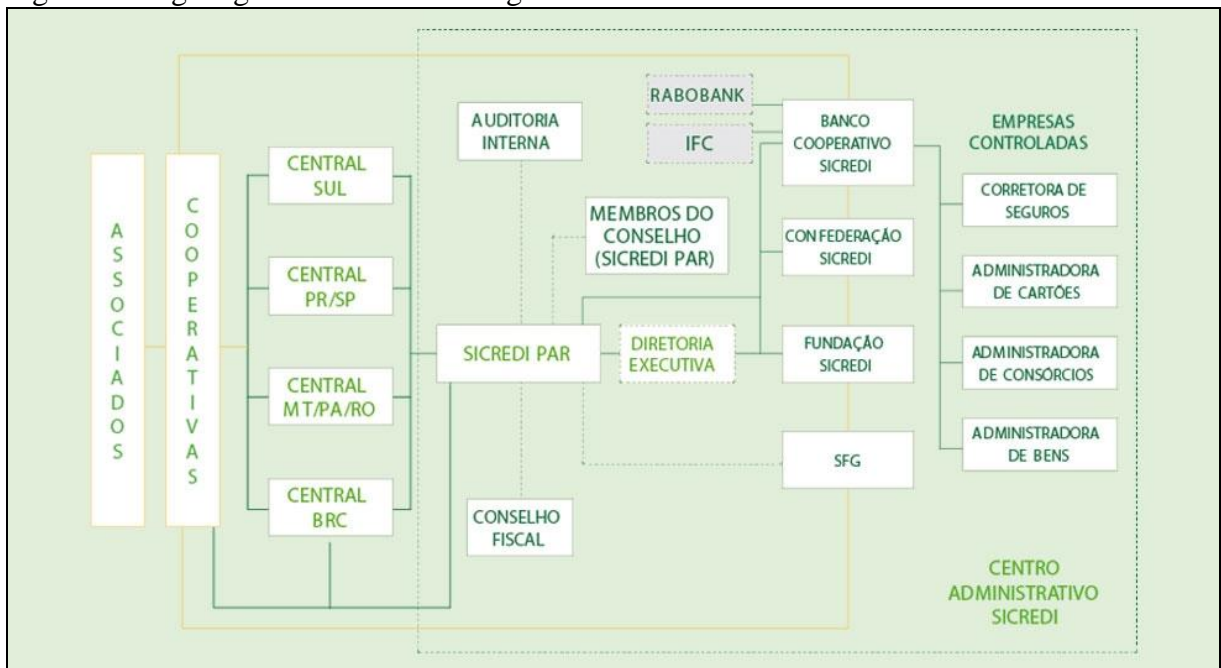 ASSOCIADOS
COOPERATIVAS
CENTRAL
SUL
CENTRAL
PR/SP
CENTRAL
MT/PA/RO
CENTRAL
BRC
AUDITORIA
INTERNA
MEMBROS DO
CONSELHO
(SICREDI PAR)
SICREDI PAR
DIRETORIA
EXECUTIVA
CONSELHO
FISCAL
RABOBANK
IFC
BANCO
COOPERATIVO
SICREDI
CONFEDERAÇÃO
SICREDI
FUNDAÇÃO
SICREDI
SFG
EMPRESAS
CONTROLADAS
CORRETORA DE
SEGUROS
ADMINISTRADORA
DE CARTÕES
ADMINISTRADORA
DE CONSÓRCIOS
ADMINISTRADORA
DE BENS
CENTRO
ADMINISTRATIVO
SICREDI